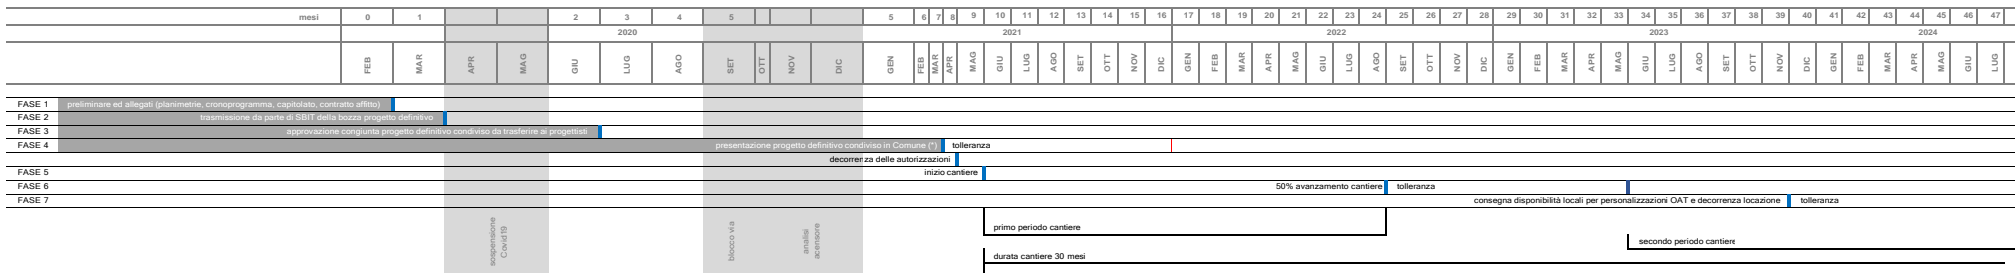 mesi 0 1 2 3 4 5 5 6 7 8 9 10 11 12 13 14 15 16 17 18 19 20 21 22 23 24 25 26 27 28 29 30 31 32 33 34 35 36 37 38 39 40 41 42 43 44 45 46 47
2020 2021 2022 2023 2024
FEB MAR APR MAG GIU LUG AGO SET OTT NOV DIC GEN FEB MAR APR MAG GIU LUG AGO SET OTT NOV DIC GEN FEB MAR APR MAG GIU LUG AGO SET OTT NOV DIC GEN FEB MAR APR MAG GIU LUG AGO SET OTT NOV DIC GEN FEB MAR APR MAG GIU LUG
FASE 1 preliminare ed allegati (planimetrie, cronoprogramma, capitolato, contratto affitto)
FASE 2 trasmissione da parte di SBIT della bozza progetto definitivo
FASE 3 approvazione congiunta progetto definitivo condiviso da trasferire ai progettisti
FASE 4 presentazione progetto definitivo condiviso in Comune (*) tolleranza
decorrenza delle autorizzazioni
FASE 5 inizio cantiere
FASE 6 50% avanzamento cantiere tolleranza
FASE 7 consegna disponibilità locali per personalizzazioni OAT e decorrenza locazione tolleranza
sospensione
Covid19
blocco via
analisi
acensore
primo periodo cantiere
secondo periodo cantiere
durata cantiere 30 mesi